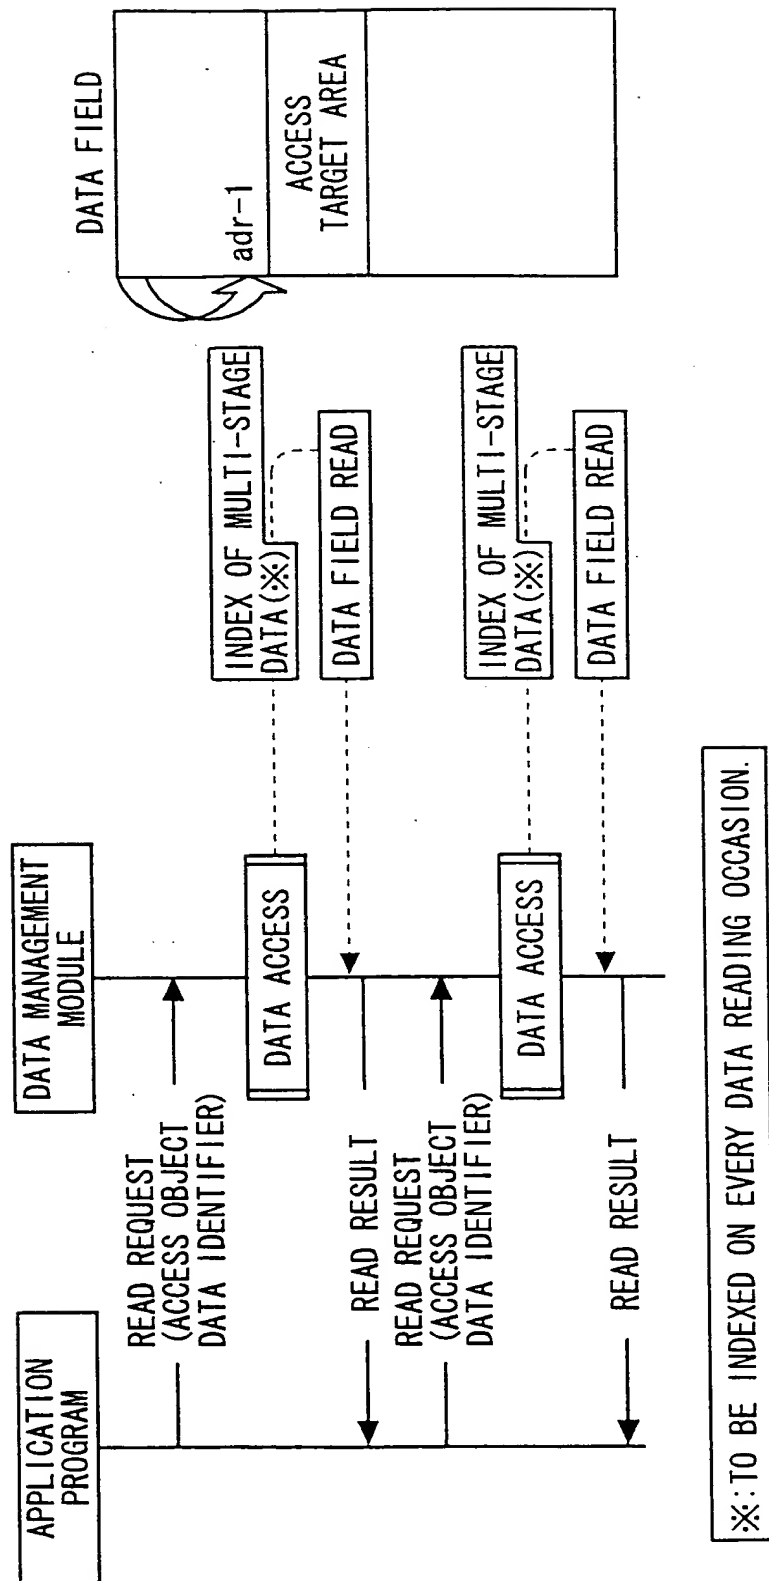 APPLICATION
PROGRAM
DATA MANAGEMENT
MODULE
DATA FIELD
READ REQUEST
(ACCESS OBJECT
DATA IDENTIFIER)
DATA ACCESS
INDEX OF MULTI-STAGE
DATA(※)
DATA FIELD READ
adr-1
ACCESS
TARGET AREA
READ RESULT
READ REQUEST
(ACCESS OBJECT
DATA IDENTIFIER)
DATA ACCESS
INDEX OF MULTI-STAGE
DATA(※)
DATA FIELD READ
READ RESULT
※:TO BE INDEXED ON EVERY DATA READING OCCASION.